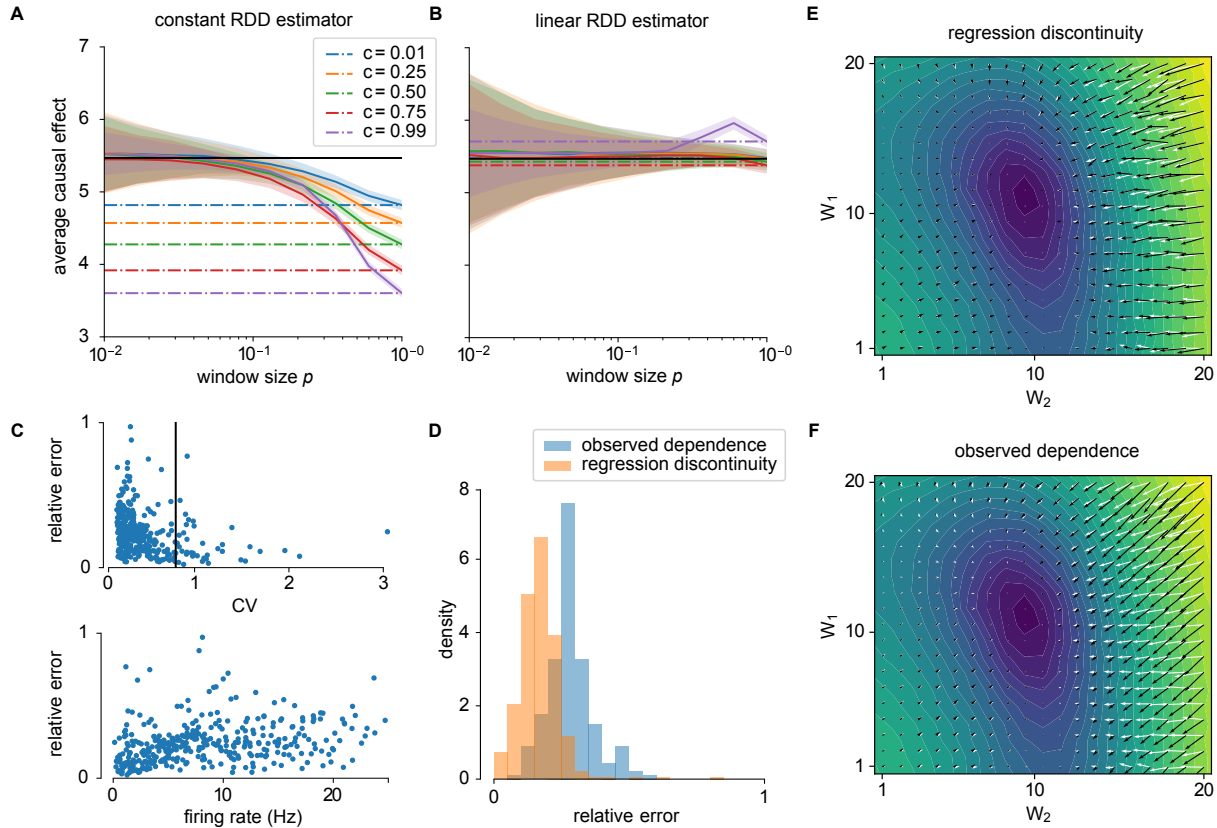 A
constant RDD estimator
7
6
5
4
3
average causal effect
10⁻²
10⁻¹
10⁻⁰
window size p
c = 0.01
c = 0.25
c = 0.50
c = 0.75
c = 0.99
B
linear RDD estimator
10⁻²
10⁻¹
10⁻⁰
window size p
C
relative error
1
0
0
1
2
3
CV
relative error
1
0
0
10
20
firing rate (Hz)
D
observed dependence
regression discontinuity
density
8
6
4
2
0
0
1
relative error
E
regression discontinuity
W₁
20
10
1
1
10
20
W₂
F
observed dependence
W₁
20
10
1
1
10
20
W₂